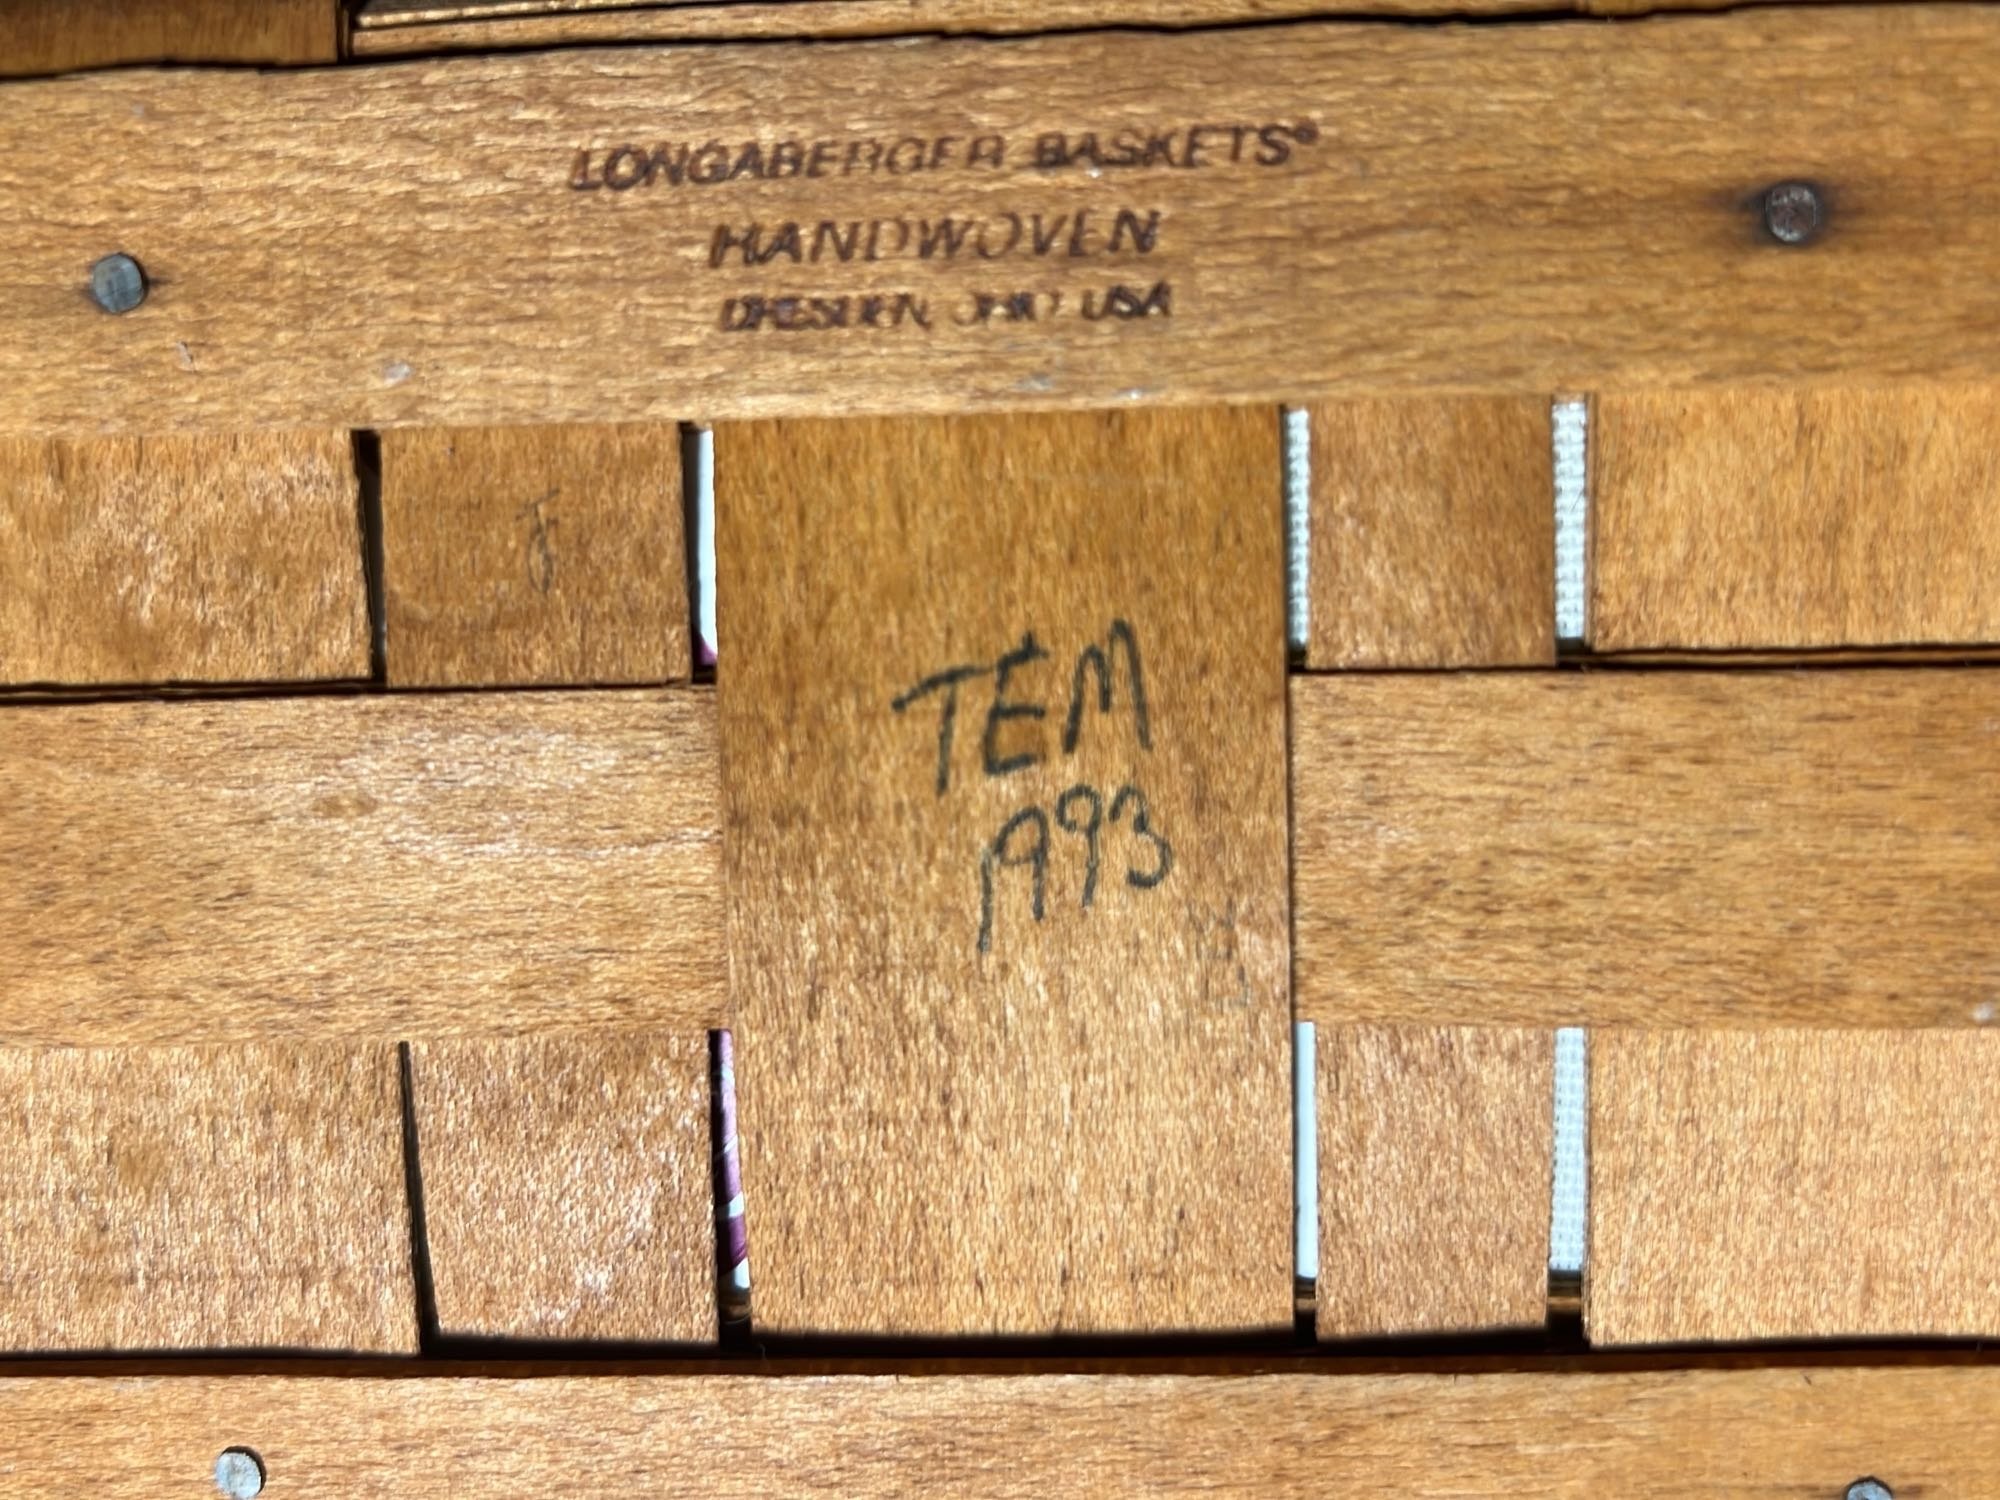 LONGABERGER BASKETS®
HANDWOVEN
DRESDEN, OHIO USA
TEM
1993